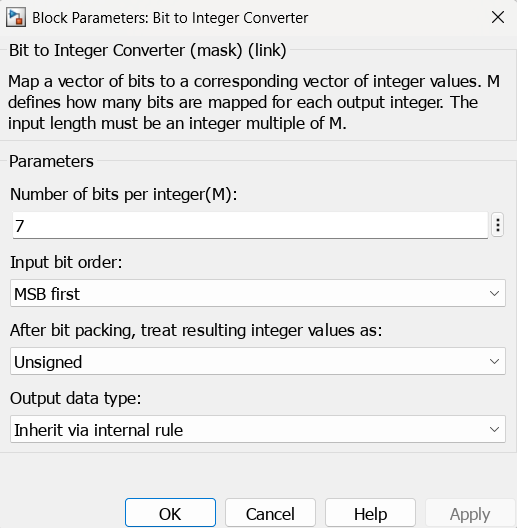 Block Parameters: Bit to Integer Converter
Bit to Integer Converter (mask) (link)
Map a vector of bits to a corresponding vector of integer values. M
defines how many bits are mapped for each output integer. The
input length must be an integer multiple of M.
Parameters
Number of bits per integer(M):
7
Input bit order:
MSB first
After bit packing, treat resulting integer values as:
Unsigned
Output data type:
Inherit via internal rule
OK Cancel Help Apply